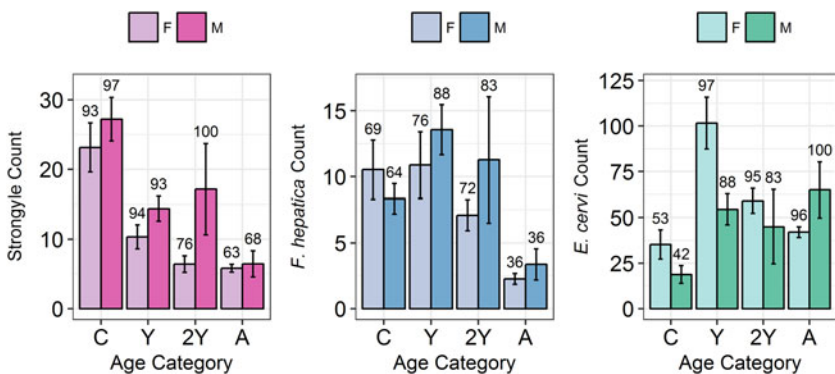 F M
Strongyle Count
30
20
10
0
93 97
94 93
76 100
63 68
C Y 2Y A
Age Category
F M
F. hepatica Count
15
10
5
0
69 64
76 88
72 83
36 36
C Y 2Y A
Age Category
F M
E. cervi Count
125
100
75
50
25
0
53 42
97 88
95 83
96 100
C Y 2Y A
Age Category